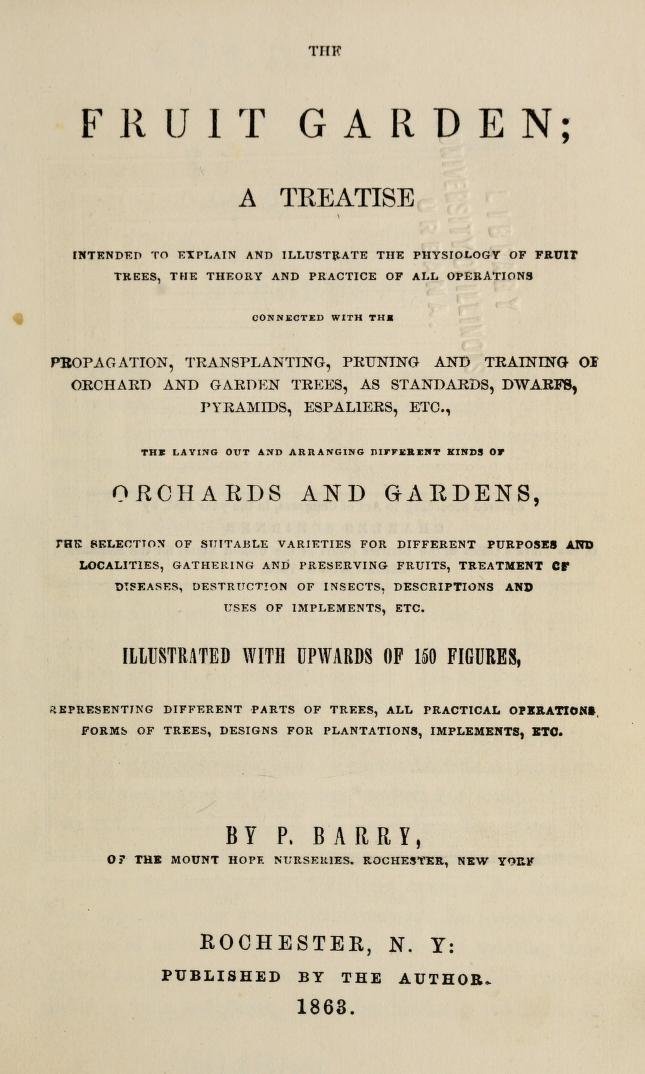 THE
FRUIT GARDEN;
A TREATISE
INTENDED TO EXPLAIN AND ILLUSTRATE THE PHYSIOLOGY OF FRUIT
TREES, THE THEORY AND PRACTICE OF ALL OPERATIONS
CONNECTED WITH THE
PROPAGATION, TRANSPLANTING, PRUNING AND TRAINING OF
ORCHARD AND GARDEN TREES, AS STANDARDS, DWARFS,
PYRAMIDS, ESPALIERS, ETC.,
THE LAYING OUT AND ARRANGING DIFFERENT KINDS OF
ORCHARDS AND GARDENS,
THE SELECTION OF SUITABLE VARIETIES FOR DIFFERENT PURPOSES AND
LOCALITIES, GATHERING AND PRESERVING FRUITS, TREATMENT OF
DISEASES, DESTRUCTION OF INSECTS, DESCRIPTIONS AND
USES OF IMPLEMENTS, ETC.
ILLUSTRATED WITH UPWARDS OF 150 FIGURES,
REPRESENTING DIFFERENT PARTS OF TREES, ALL PRACTICAL OPERATIONS,
FORMS OF TREES, DESIGNS FOR PLANTATIONS, IMPLEMENTS, ETC.
BY P. BARRY,
OF THE MOUNT HOPE NURSERIES. ROCHESTER, NEW YORK
ROCHESTER, N. Y:
PUBLISHED BY THE AUTHOR.
1863.